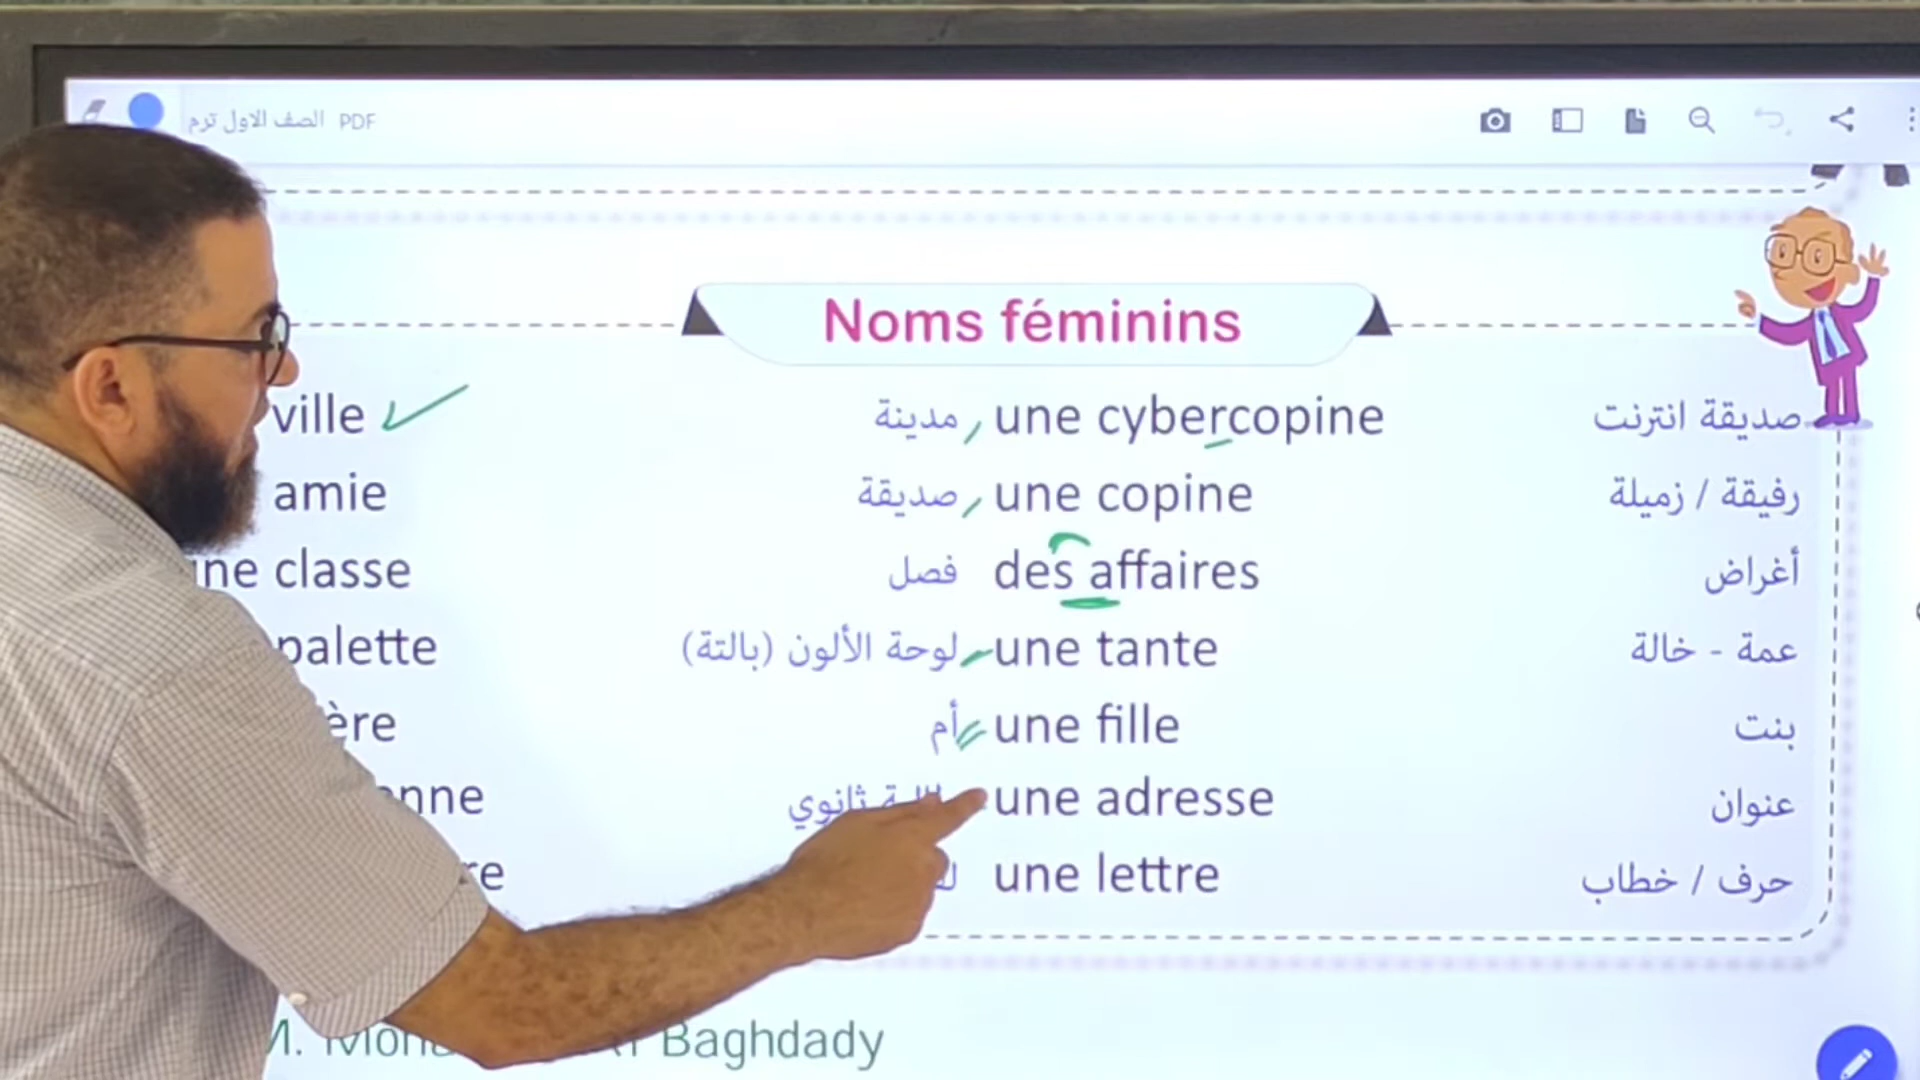 الصف الاول ترم PDF
Noms féminins
ville مدينة une cybercopine صديقة انترنت
amie صديقة une copine رفيقة / زميلة
classe فصل des affaires أغراض
palette لوحة الألون (بالتة) une tante عمة - خالة
أم une fille بنت
ثانوي une adresse عنوان
une lettre حرف / خطاب
M. Baghdady